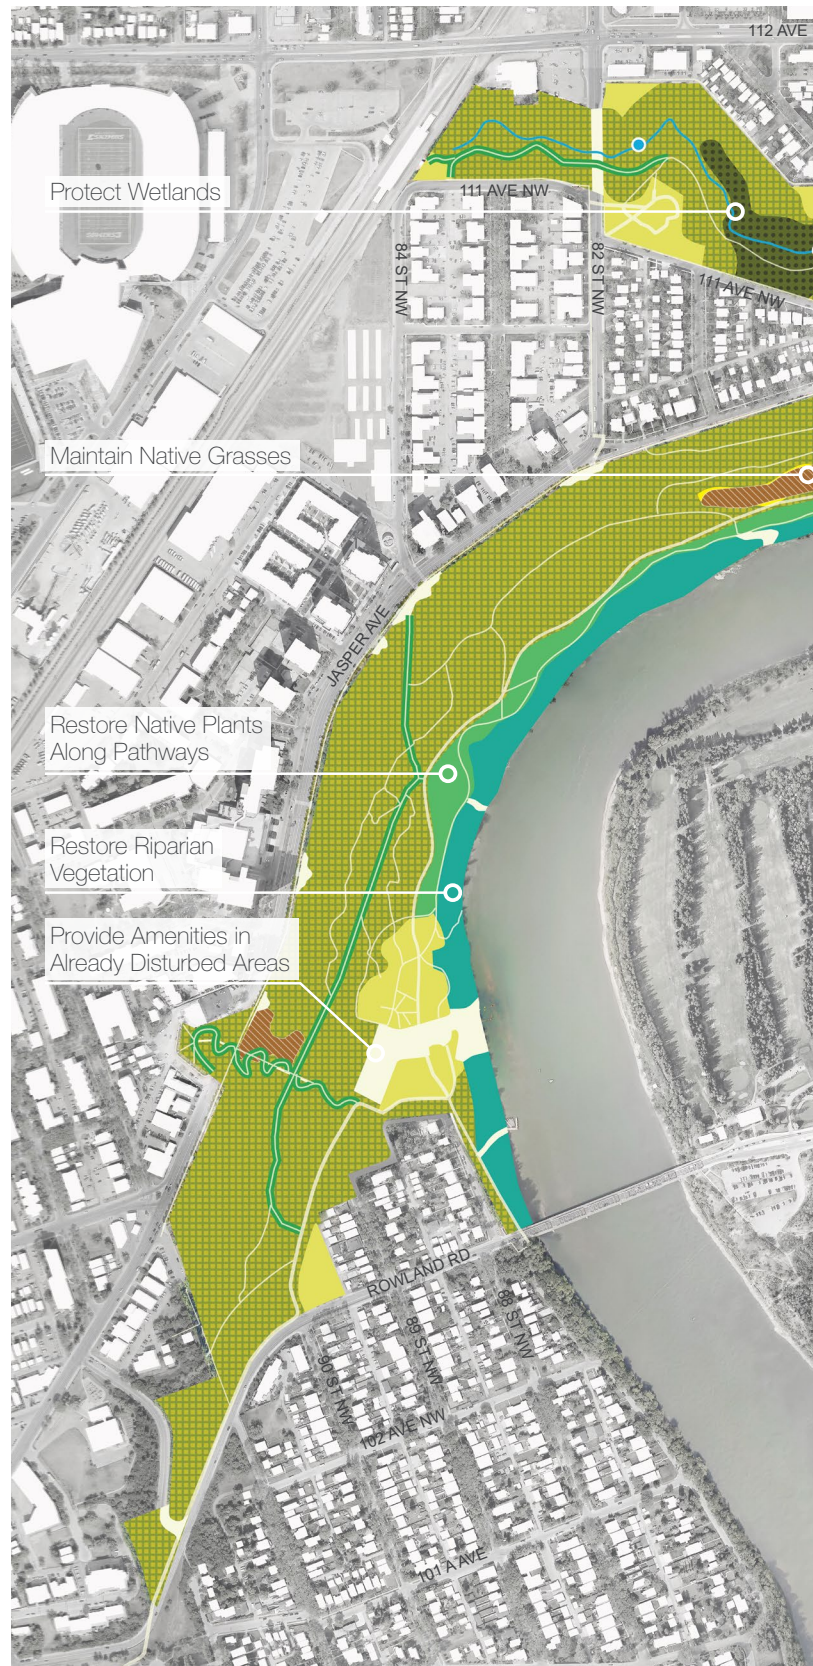 112 AVE
Protect Wetlands
111 AVE NW
84 ST NW
82 ST NW
111 AVE NW
Maintain Native Grasses
JASPER AVE
Restore Native Plants
Along Pathways
Restore Riparian
Vegetation
Provide Amenities in
Already Disturbed Areas
ROWLAND RD
88 ST NW
89 ST NW
90 ST NW
102 AVE NW
101 A AVE